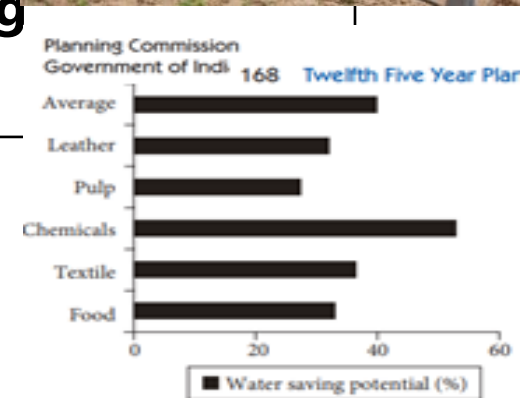 g
Planning Commission
Government of Indi
168 Twelfth Five Year Plan
Average
Leather
Pulp
Chemicals
Textile
Food
0 20 40 60
Water saving potential (%)